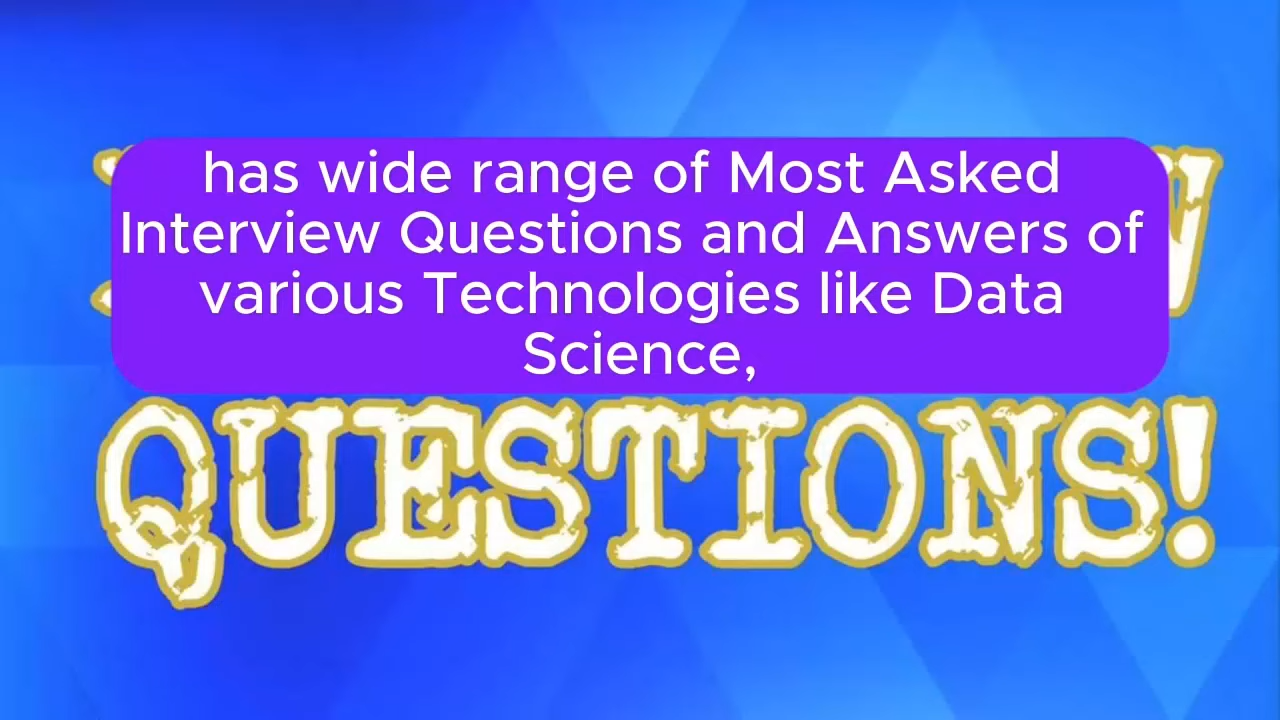 has wide range of Most Asked
Interview Questions and Answers of
various Technologies like Data
Science,
QUESTIONS!